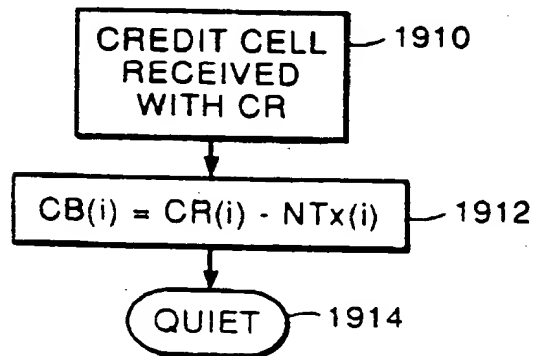 CREDIT CELL
RECEIVED
WITH CR
1910
CB(i) = CR(i) - NTx(i)
1912
QUIET
1914